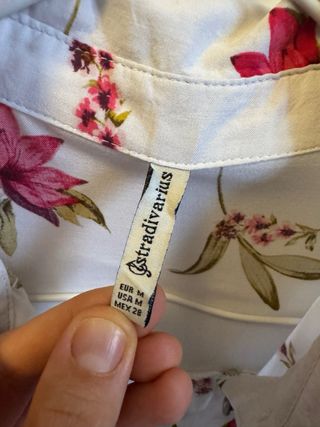 stradivarius
EUR M
USA M
MEX 28